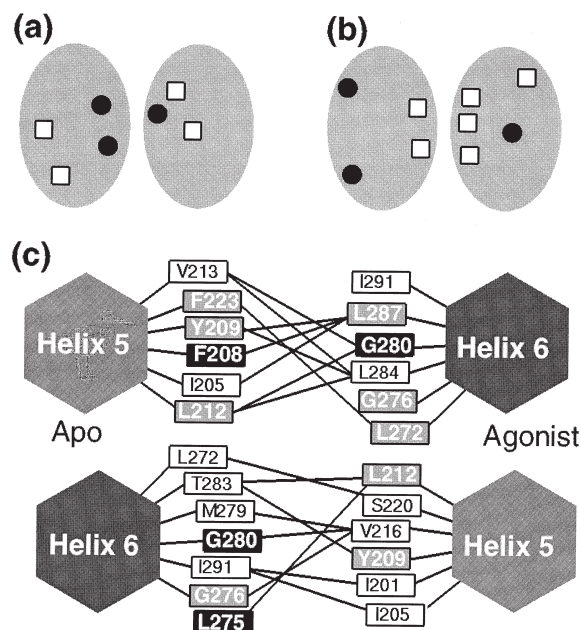 (a)
(b)
(c)
V213
F223
Y209
F208
I205
L212
Helix 5
Apo
I291
L287
G280
L284
G276
L272
Helix 6
Agonist
L272
T283
M279
G280
I291
G276
L275
Helix 6
L212
S220
V216
Y209
I201
I205
Helix 5